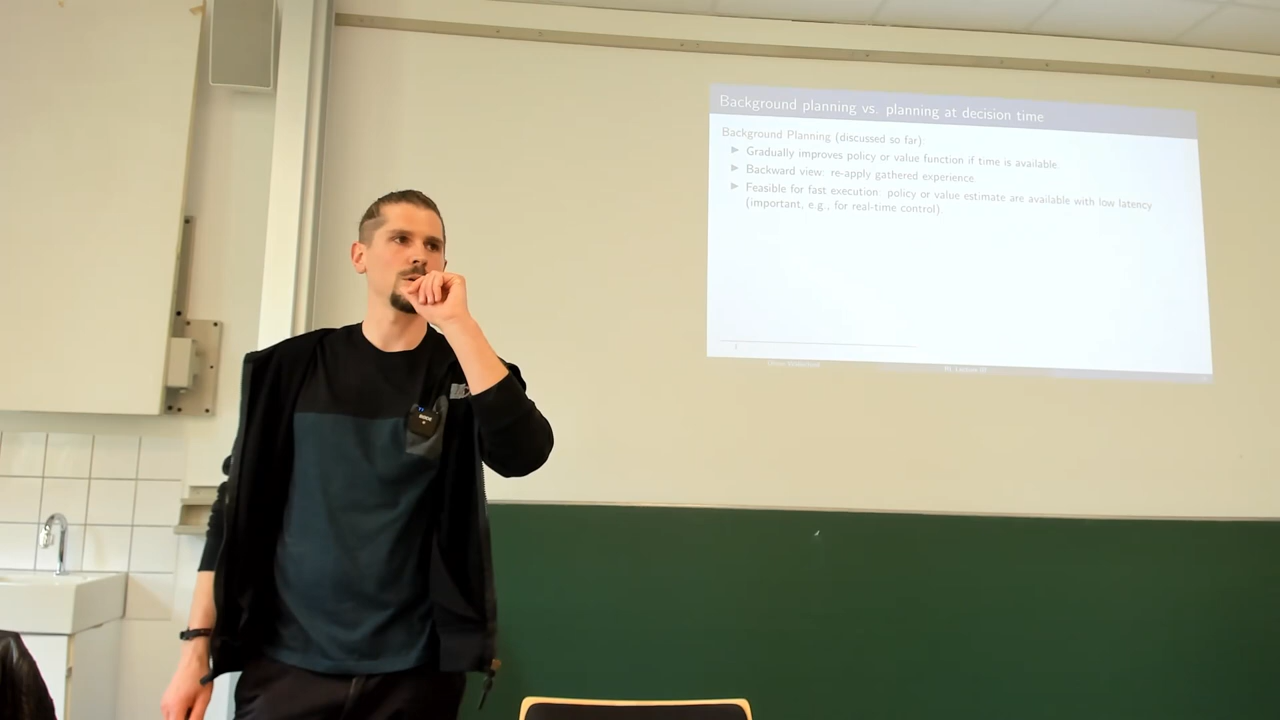 Background planning vs. planning at decision time
Background Planning (discussed so far):
Gradually improves policy or value function if time is available.
Backward view: re-apply gathered experience.
Feasible for fast execution: policy or value estimate are available with low latency
(important, e.g., for real-time control).